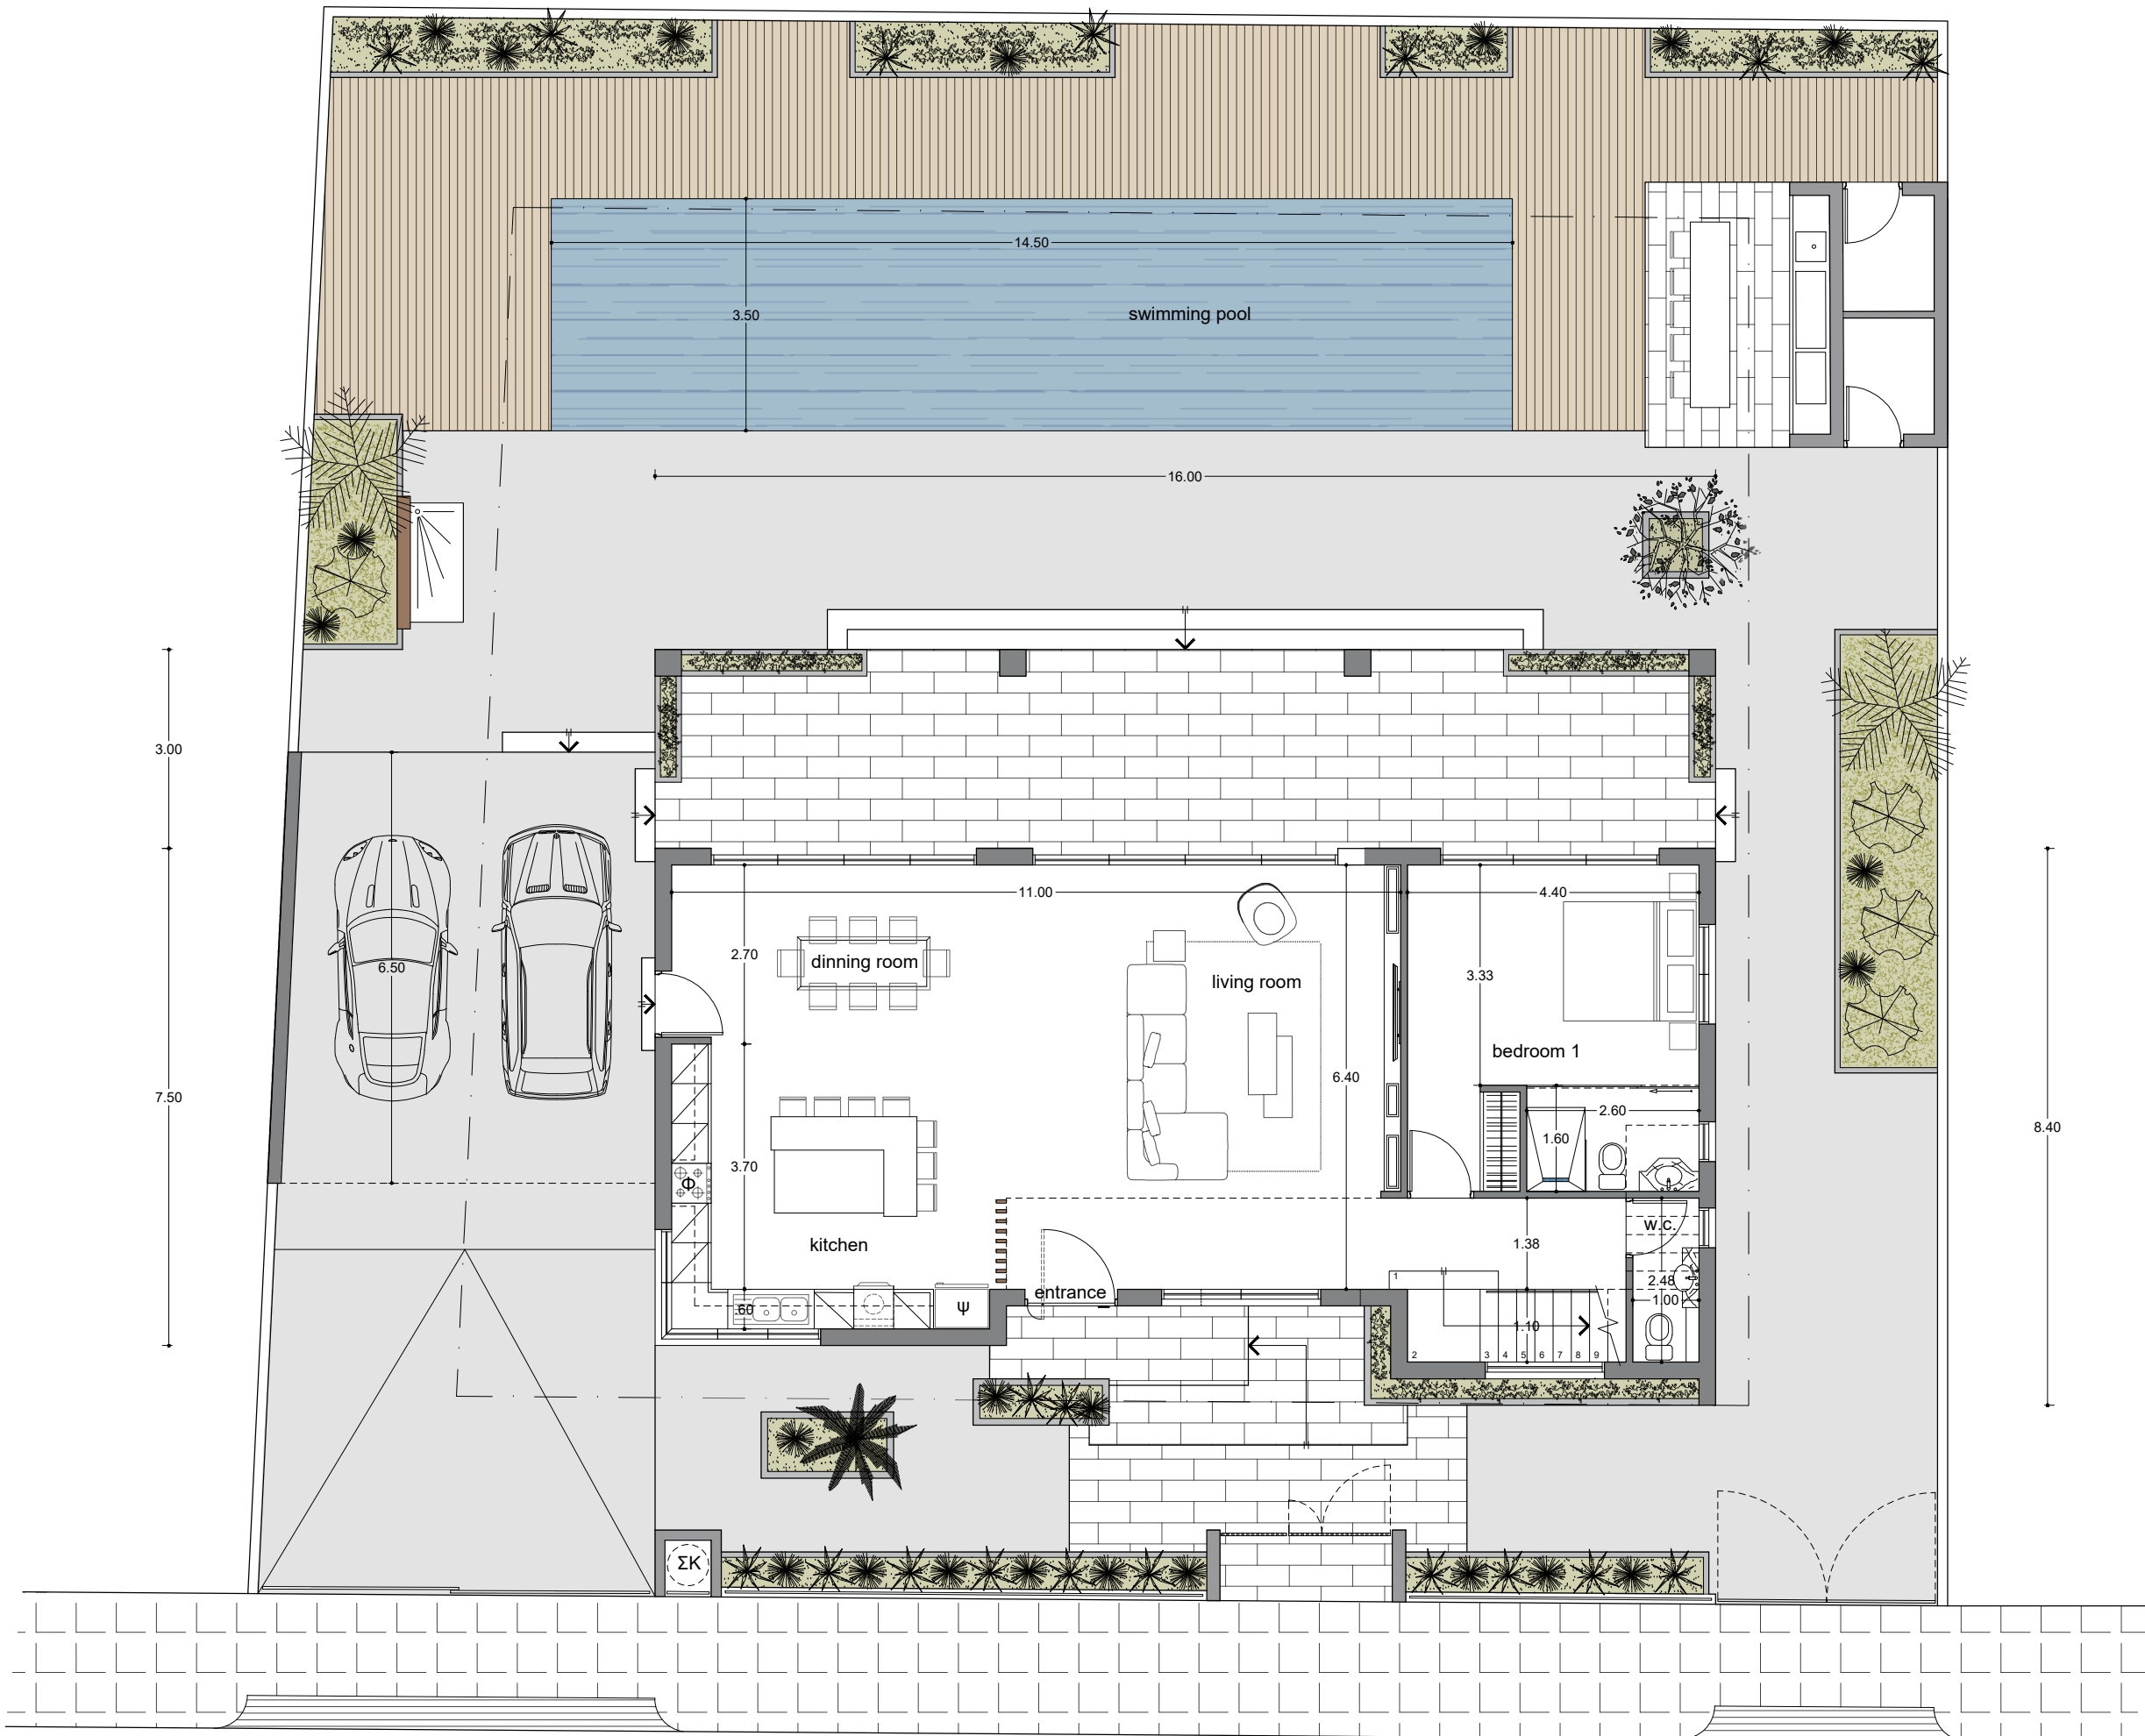 14.50
3.50
swimming pool
16.00
3.00
11.00
4.40
2.70
dinning room
living room
6.50
3.33
bedroom 1
6.40
7.50
2.60
8.40
1.60
3.70
Φ
kitchen
w.c.
1.38
1
2.48
entrance
1.00
.60
Ψ
1.10
2 3 4 5 6 7 8 9
ΣΚ